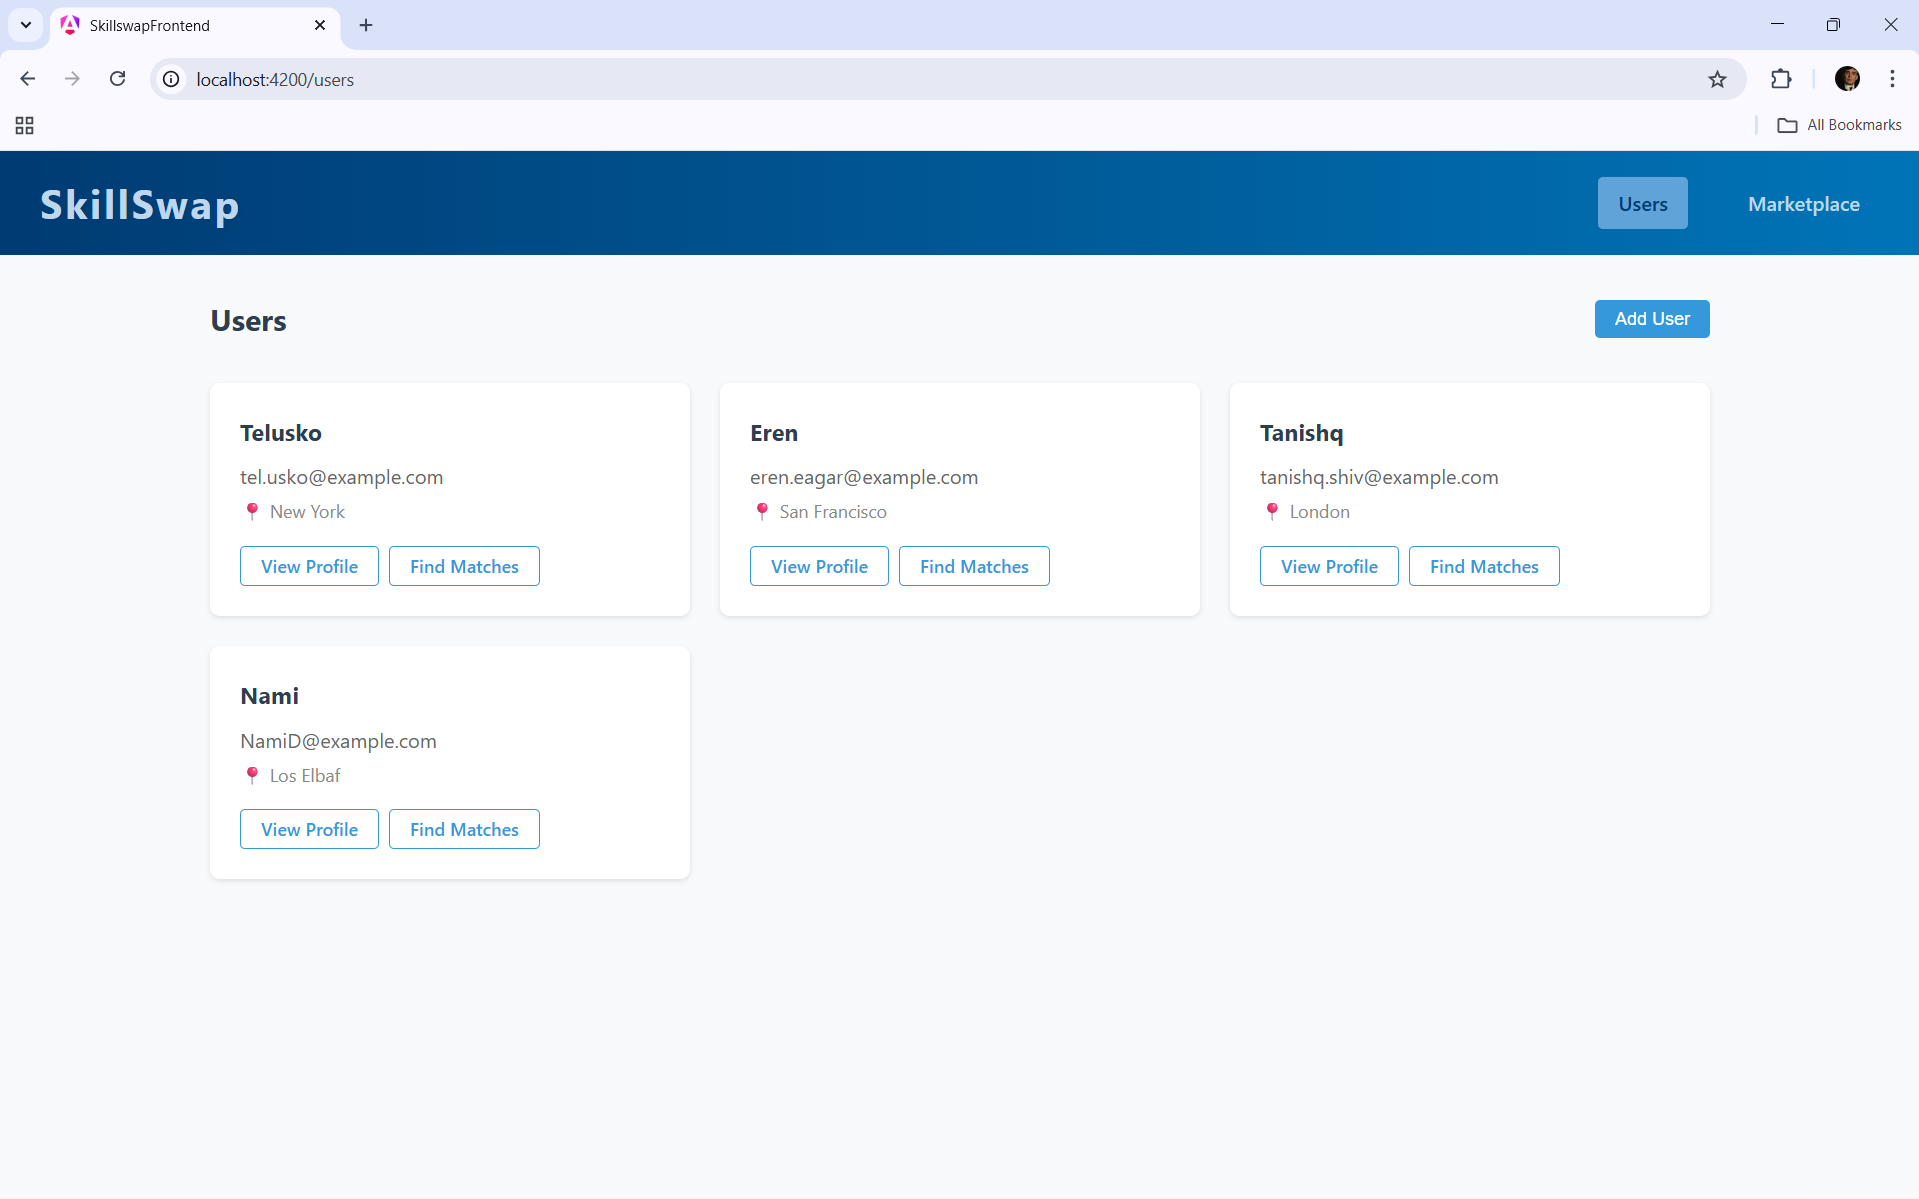 SkillswapFrontend
localhost:4200/users
All Bookmarks
SkillSwap
Users
Marketplace
Users
Add User
Telusko
tel.usko@example.com
New York
View Profile
Find Matches
Eren
eren.eagar@example.com
San Francisco
View Profile
Find Matches
Tanishq
tanishq.shiv@example.com
London
View Profile
Find Matches
Nami
NamiD@example.com
Los Elbaf
View Profile
Find Matches